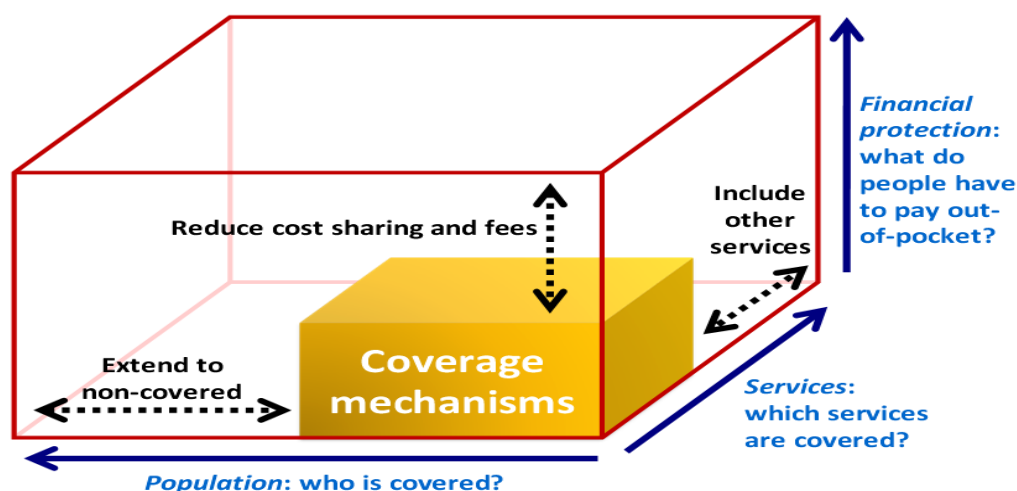 Financial
protection:
what do
people have
to pay out-
of-pocket?
Include
other
services
Reduce cost sharing and fees
Extend to
non-covered
Coverage
mechanisms
Services:
which services
are covered?
Population: who is covered?